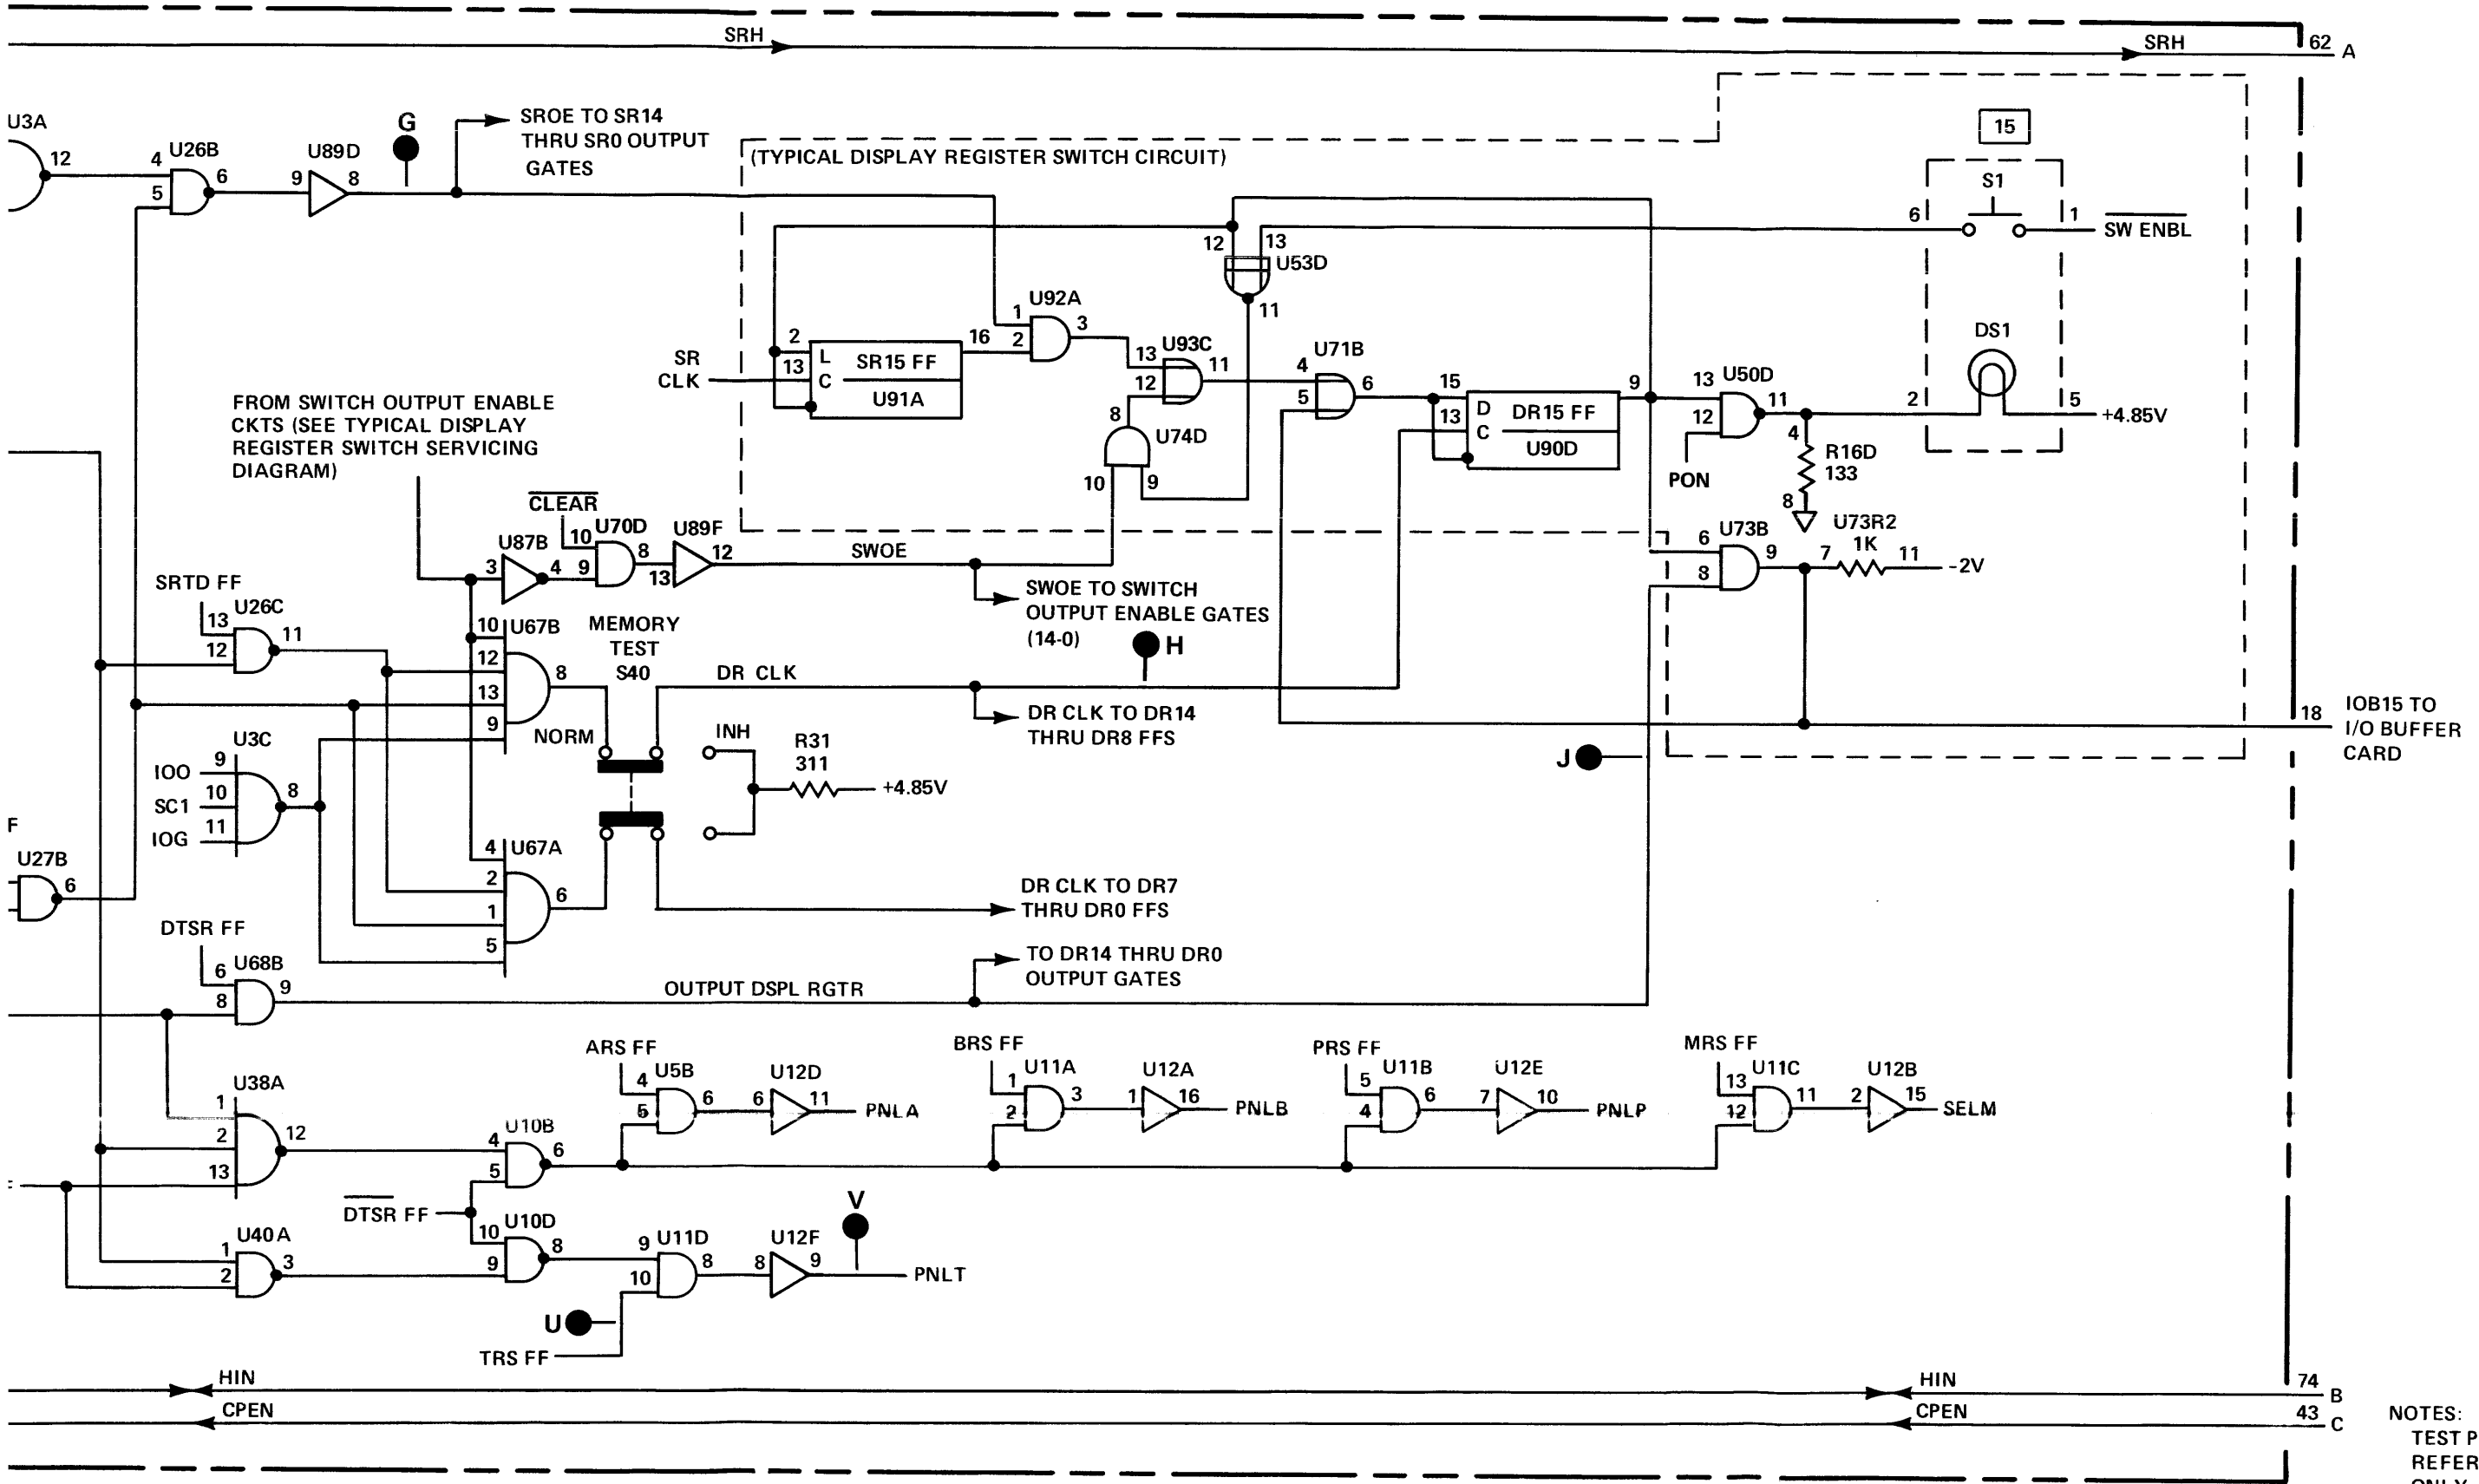 SRH
SRH
62
A
U3A
12
4
U26B
5
6
U89D
9
8
G
SROE TO SR14
THRU SR0 OUTPUT
GATES
(TYPICAL DISPLAY REGISTER SWITCH CIRCUIT)
15
S1
6
1
SW ENBL
12
13
U53D
11
U92A
1
2
3
16
2
L
SR
CLK
13
C
SR15 FF
U91A
U93C
13
12
11
8
U74D
10
9
U71B
4
5
6
15
D
13
C
DR15 FF
U90D
9
13
U50D
12
11
PON
4
R16D
133
8
DS1
2
5
+4.85V
FROM SWITCH OUTPUT ENABLE
CKTS (SEE TYPICAL DISPLAY
REGISTER SWITCH SERVICING
DIAGRAM)
CLEAR
10
U70D
U87B
3
4
9
8
U89F
13
12
SWOE
SWOE TO SWITCH
OUTPUT ENABLE GATES
(14-0)
6
U73B
8
9
U73R2
1K
7
11
-2V
SRTD FF
13
U26C
12
11
10
U67B
12
13
9
8
MEMORY
TEST
S40
NORM
DR CLK
H
DR CLK TO DR14
THRU DR8 FFS
INH
R31
311
+4.85V
J
18
IOB15 TO
I/O BUFFER
CARD
U3C
IOO
9
SC1
10
IOG
11
8
F
U27B
6
4
U67A
2
1
5
6
DR CLK TO DR7
THRU DR0 FFS
DTSR FF
6
U68B
8
9
OUTPUT DSPL RGTR
TO DR14 THRU DR0
OUTPUT GATES
U38A
1
2
13
12
ARS FF
4
U5B
5
6
U12D
6
11
PNLA
BRS FF
1
U11A
2
3
U12A
1
16
PNLB
PRS FF
5
U11B
4
6
U12E
7
10
PNLP
MRS FF
13
U11C
12
11
U12B
2
15
SELM
4
U10B
5
6
DTSR FF
10
U10D
9
8
U40A
1
2
3
9
U11D
10
8
U12F
8
9
V
PNLT
U
TRS FF
HIN
HIN
74
B
CPEN
CPEN
43
C
NOTES:
TEST P
REFER